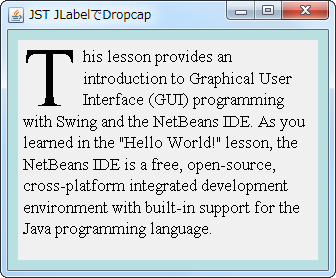 JST JLabelでDropcap
This lesson provides an
introduction to Graphical User
Interface (GUI) programming
with Swing and the NetBeans IDE. As you
learned in the "Hello World!" lesson, the
NetBeans IDE is a free, open-source,
cross-platform integrated development
environment with built-in support for the
Java programming language.